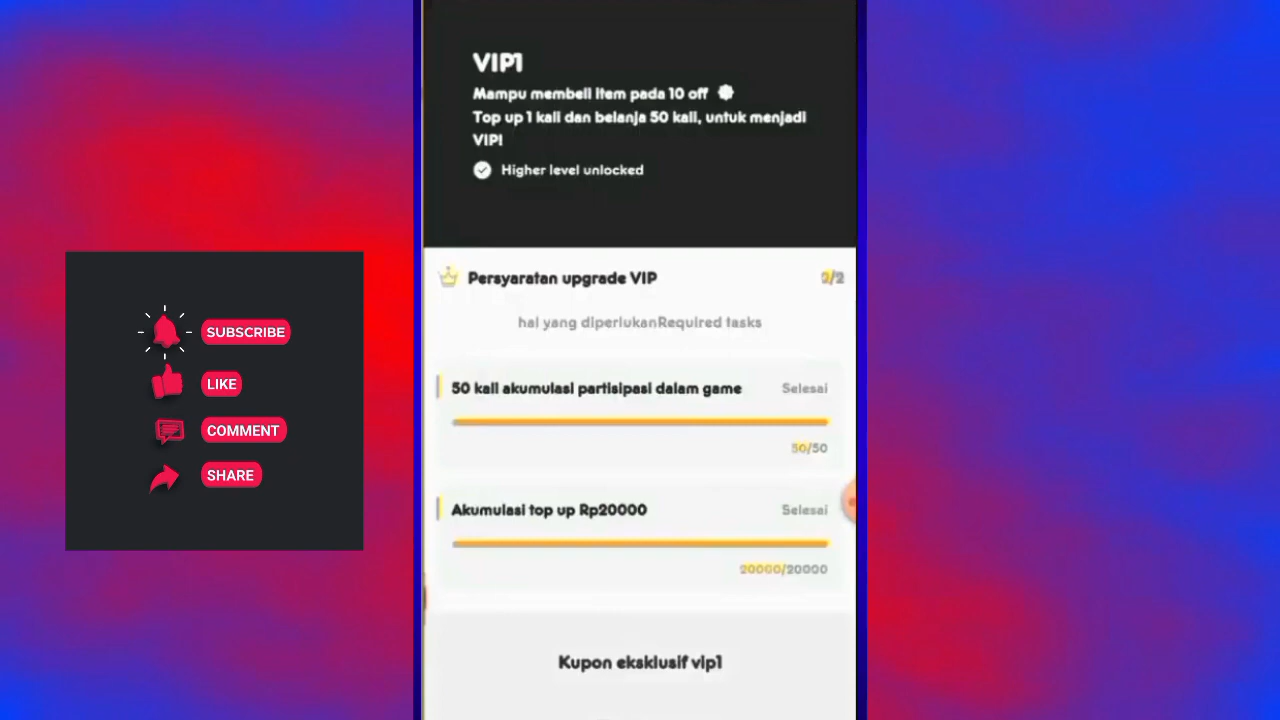 VIP1
Mampu membeli item pada 10 off
Top up 1 kali dan belanja 50 kali, untuk menjadi
VIP1
Higher level unlocked
Persyaratan upgrade VIP
2/2
hal yang diperlukanRequired tasks
50 kali akumulasi partisipasi dalam game
Selesai
50/50
Akumulasi top up Rp20000
Selesai
20000/20000
Kupon eksklusif vip1
SUBSCRIBE
LIKE
COMMENT
SHARE